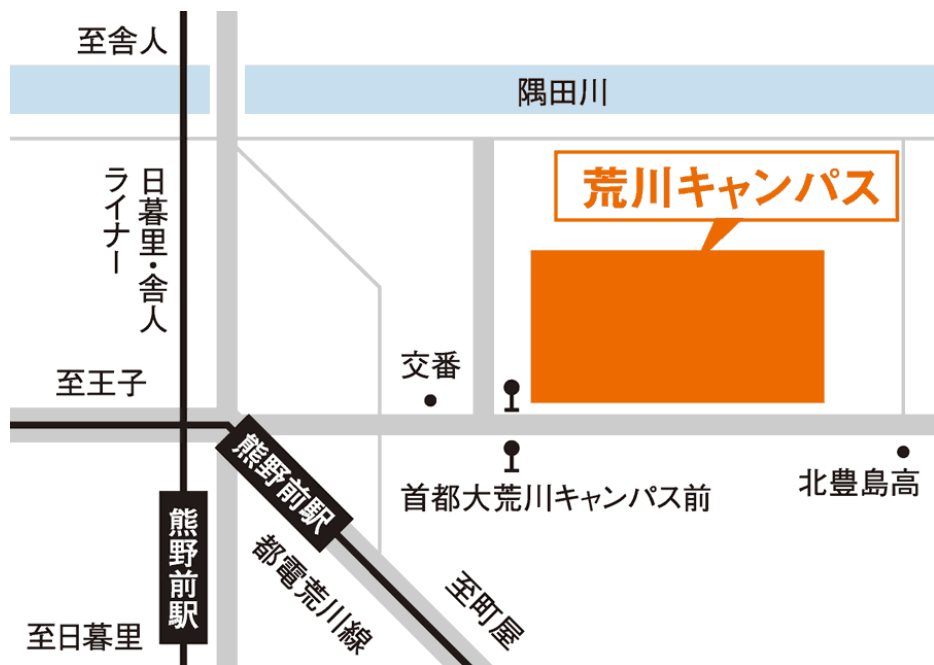 至舎人
隅田川
荒川キャンパス
日暮里・舎人
ライナー
交番
至王子
熊野前駅
首都大荒川キャンパス前
北豊島高
熊野前駅
都電荒川線
至町屋
至日暮里